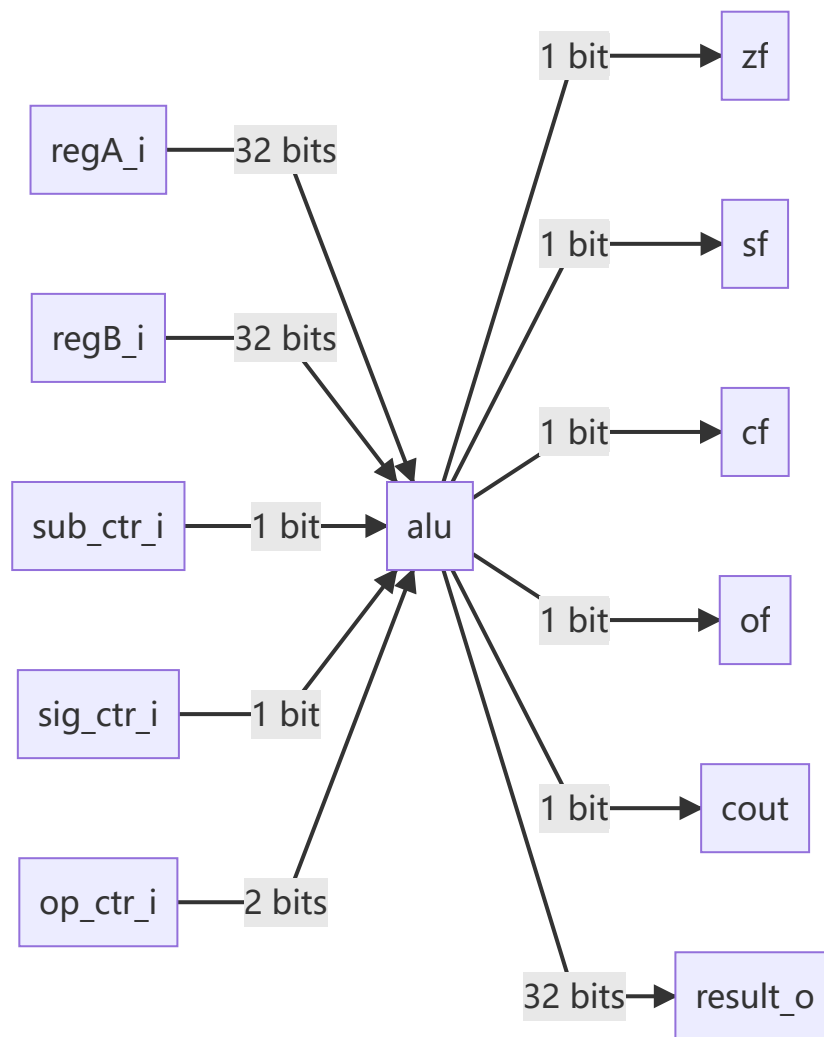 regA_i
32 bits
regB_i
32 bits
sub_ctr_i
1 bit
sig_ctr_i
1 bit
op_ctr_i
2 bits
alu
1 bit
zf
1 bit
sf
1 bit
cf
1 bit
of
1 bit
cout
32 bits
result_o